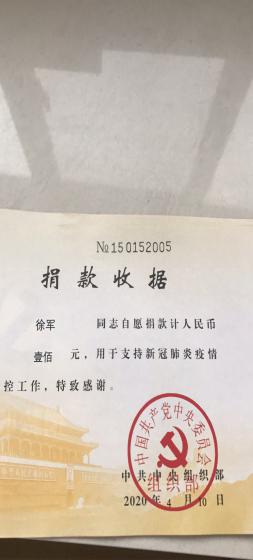 №150152005
捐款收据
徐军 同志自愿捐款计人民币
壹佰 元，用于支持新冠肺炎疫情
控工作，特致感谢。
中国共产党中央委员会
组织部
中共中央组织部
2020年4月10日